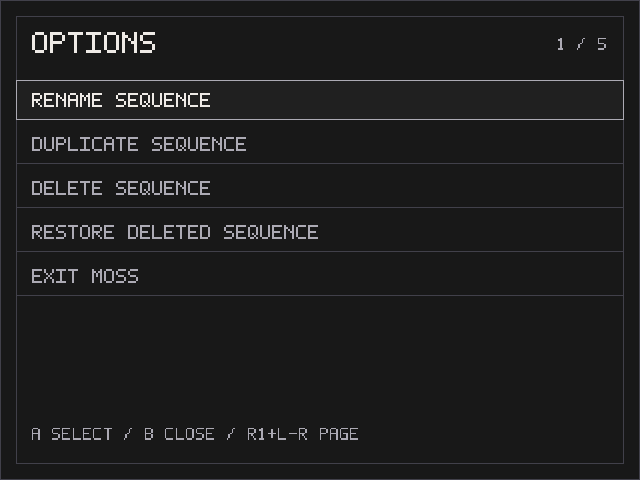 OPTIONS
1 / 5
RENAME SEQUENCE
DUPLICATE SEQUENCE
DELETE SEQUENCE
RESTORE DELETED SEQUENCE
EXIT MOSS
A SELECT / B CLOSE / R1+L-R PAGE